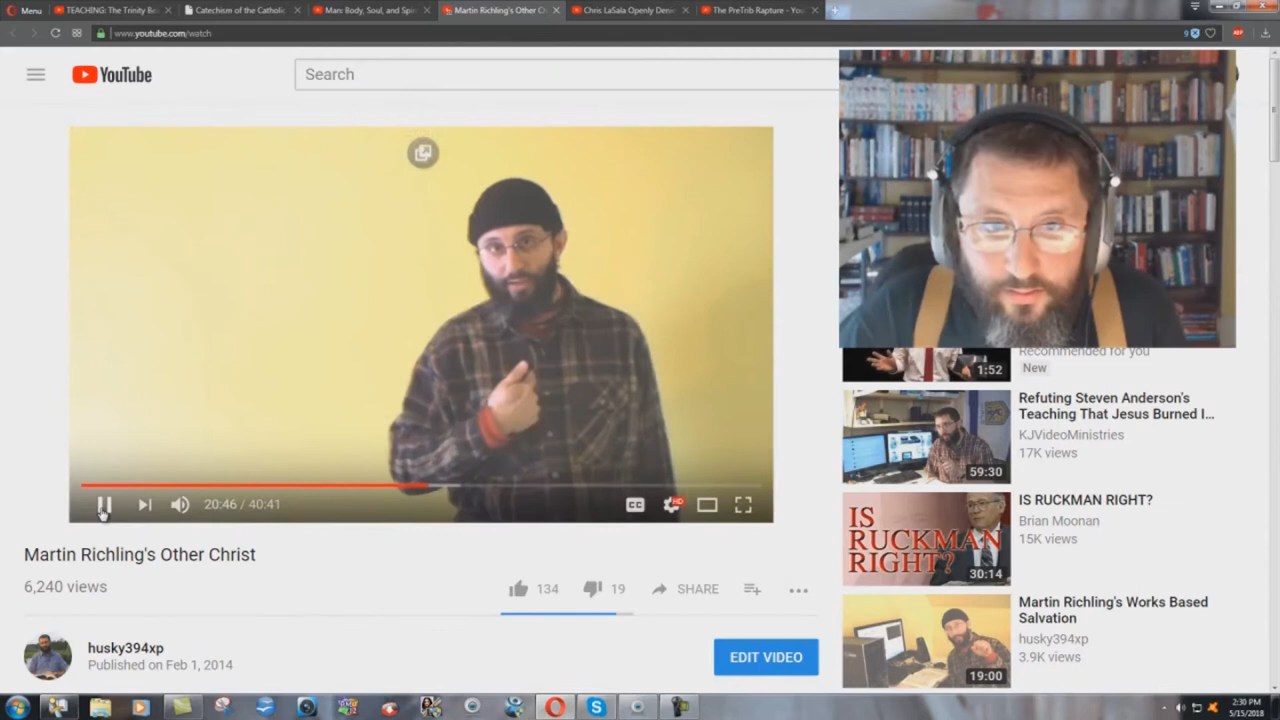 Menu
TEACHING: The Trinity Be
Catechism of the Catholic
Man: Body, Soul, and Spir
Martin Richling's Other C
Chris LaSala Openly Deni
The PreTrib Rapture - You
www.youtube.com/watch
9
ABP
YouTube
Search
Recommended for you
1:52
New
Refuting Steven Anderson's
Teaching That Jesus Burned I...
KJVideoMinistries
17K views
59:30
20:46 / 40:41
CC
HD
IS RUCKMAN RIGHT?
Brian Moonan
15K views
IS
RUCKMAN
RIGHT?
30:14
Martin Richling's Other Christ
6,240 views
134
19
SHARE
Martin Richling's Works Based
Salvation
husky394xp
3.9K views
19:00
husky394xp
Published on Feb 1, 2014
EDIT VIDEO
2:30 PM
5/15/2018